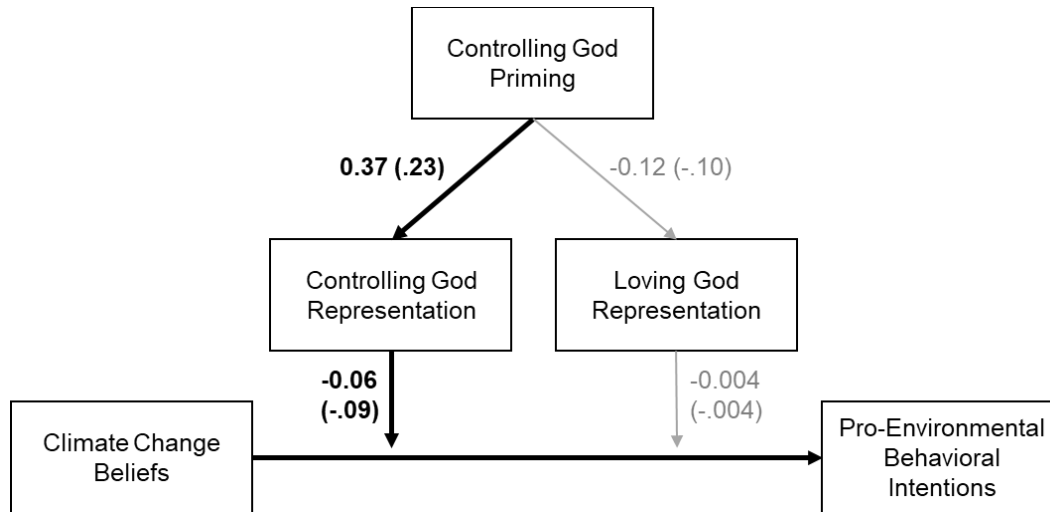 Controlling God
Priming
0.37 (.23)
-0.12 (-.10)
Controlling God
Representation
Loving God
Representation
-0.06
(-.09)
-0.004
(-.004)
Climate Change
Beliefs
Pro-Environmental
Behavioral
Intentions